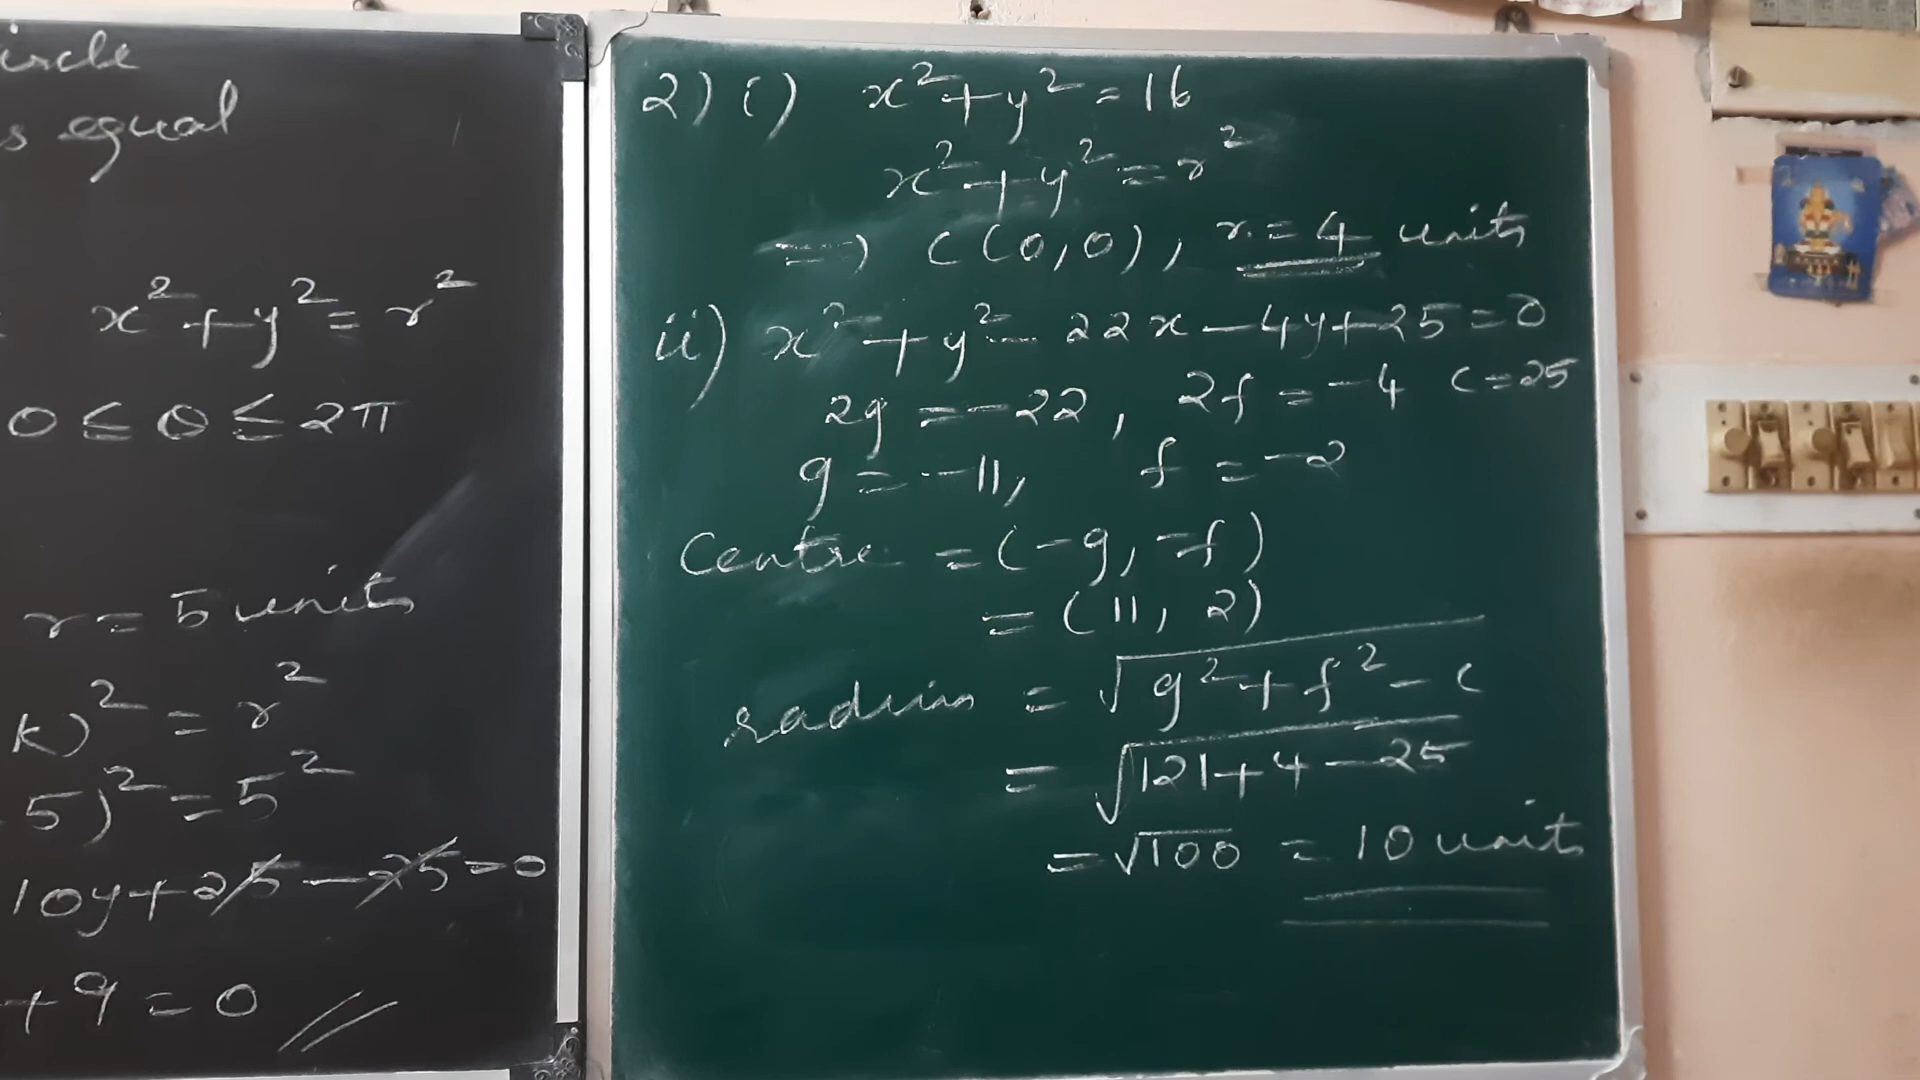 ircle
s equal
x²+y²=r²
0≤θ≤2π
r=5 units
k)²=r²
5)²=5²
10y+25-25=0
+9=0 //
2) i) x²+y²=16
x²+y²=r²
=> C(0,0), r=4 units
ii) x²+y²-22x-4y+25=0
2g=-22, 2f=-4 c=25
g=-11, f=-2
Centre =(-g,-f)
=(11, 2)
radius = √g²+f²-c
= √121+4-25
=√100 = 10 units